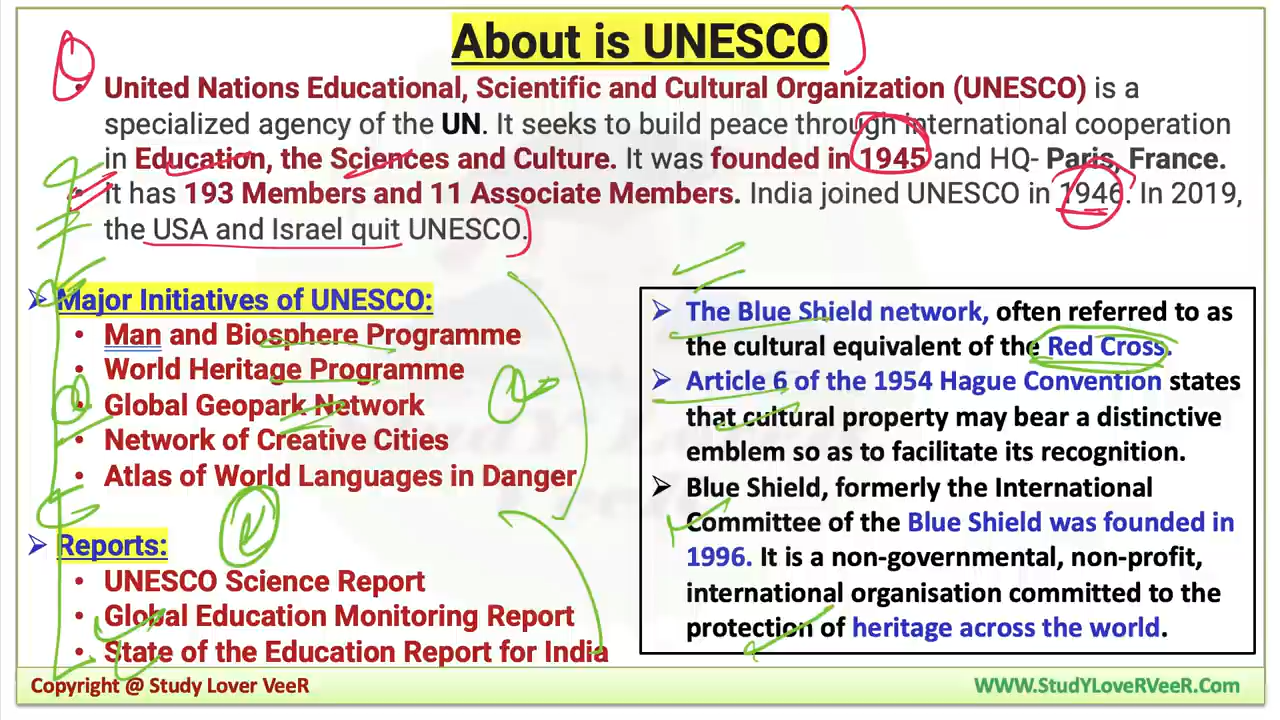 About is UNESCO
• United Nations Educational, Scientific and Cultural Organization (UNESCO) is a
specialized agency of the UN. It seeks to build peace through international cooperation
in Education, the Sciences and Culture. It was founded in 1945 and HQ- Paris, France.
• It has 193 Members and 11 Associate Members. India joined UNESCO in 1946. In 2019,
the USA and Israel quit UNESCO.
➢ Major Initiatives of UNESCO:
• Man and Biosphere Programme
• World Heritage Programme
• Global Geopark Network
• Network of Creative Cities
• Atlas of World Languages in Danger
➢ Reports:
• UNESCO Science Report
• Global Education Monitoring Report
• State of the Education Report for India
➢ The Blue Shield network, often referred to as
the cultural equivalent of the Red Cross.
➢ Article 6 of the 1954 Hague Convention states
that cultural property may bear a distinctive
emblem so as to facilitate its recognition.
➢ Blue Shield, formerly the International
Committee of the Blue Shield was founded in
1996. It is a non-governmental, non-profit,
international organisation committed to the
protection of heritage across the world.
Copyright @ Study Lover VeeR
WWW.StudYLoveRVeeR.Com